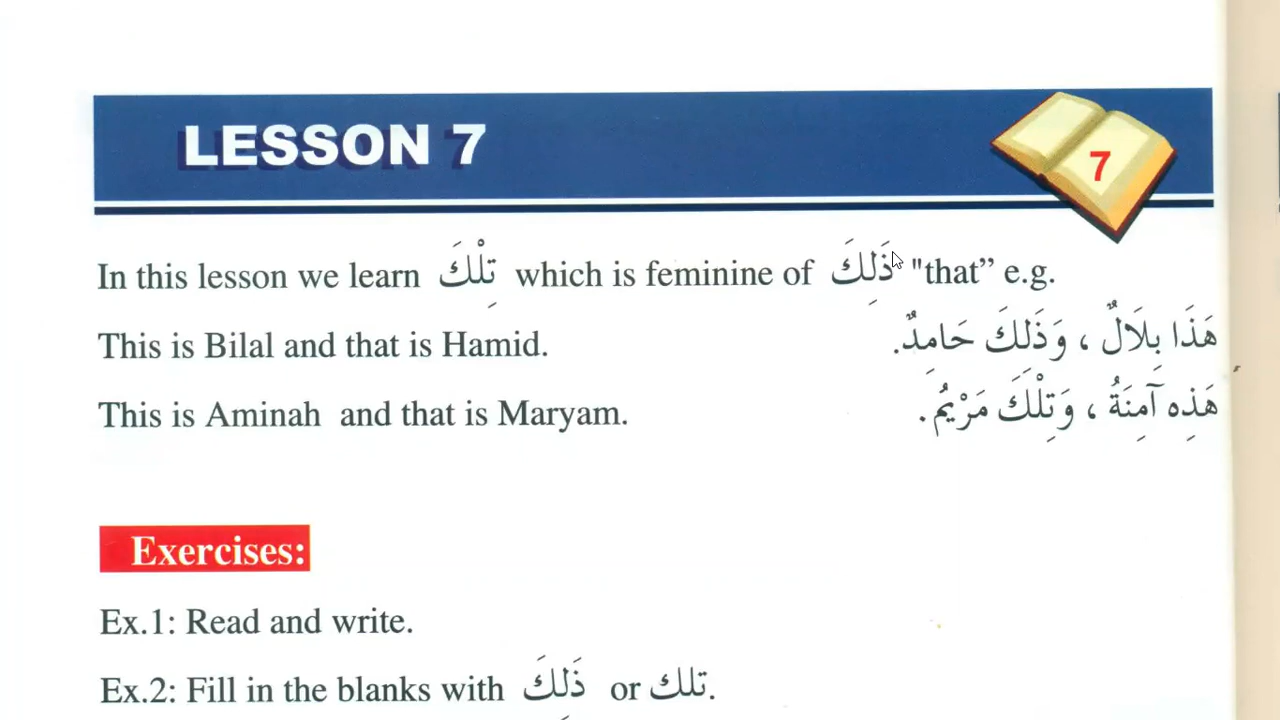 LESSON 7
7
In this lesson we learn تِلْكَ which is feminine of ذَلِكَ "that” e.g.
This is Bilal and that is Hamid. هَذَا بِلَالٌ ، وَذَلِكَ حَامِدٌ.
This is Aminah and that is Maryam. هَذِه آمِنَةُ ، وَتِلْكَ مَرْيمُ.
Exercises:
Ex.1: Read and write.
Ex.2: Fill in the blanks with ذَلِكَ or تلك.